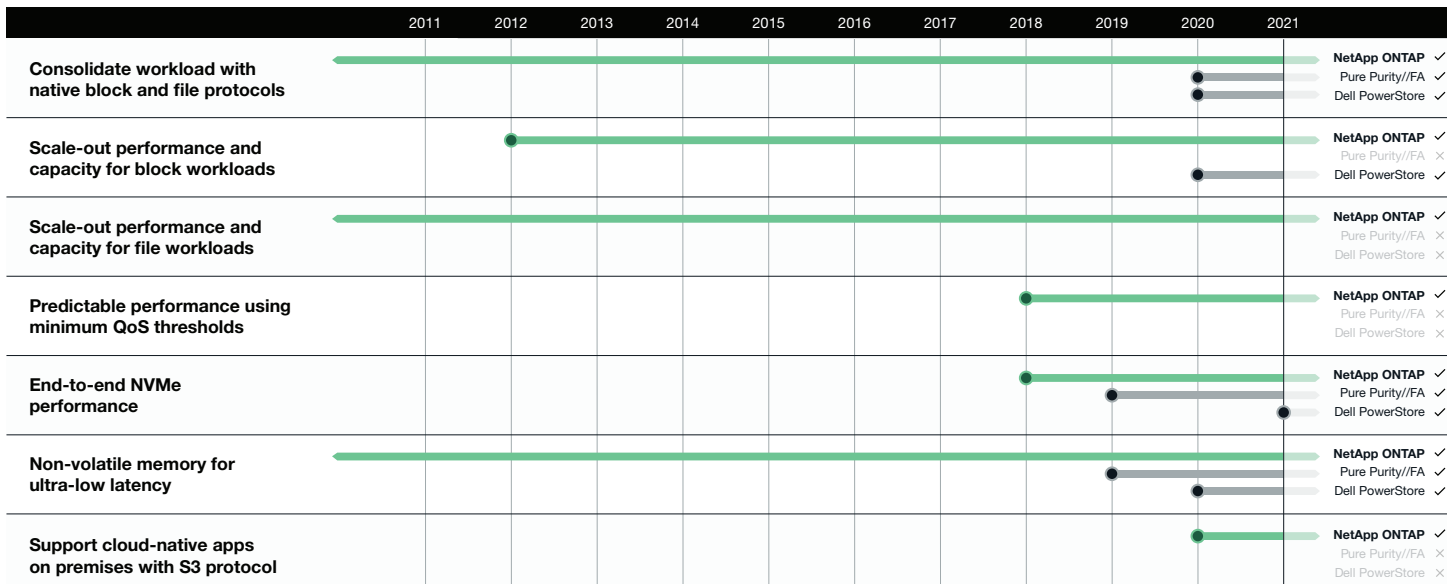 2011 2012 2013 2014 2015 2016 2017 2018 2019 2020 2021
Consolidate workload with
native block and file protocols
NetApp ONTAP ✓
Pure Purity//FA ✓
Dell PowerStore ✓
Scale-out performance and
capacity for block workloads
NetApp ONTAP ✓
Pure Purity//FA ×
Dell PowerStore ✓
Scale-out performance and
capacity for file workloads
NetApp ONTAP ✓
Pure Purity//FA ×
Dell PowerStore ×
Predictable performance using
minimum QoS thresholds
NetApp ONTAP ✓
Pure Purity//FA ×
Dell PowerStore ×
End-to-end NVMe
performance
NetApp ONTAP ✓
Pure Purity//FA ✓
Dell PowerStore ✓
Non-volatile memory for
ultra-low latency
NetApp ONTAP ✓
Pure Purity//FA ✓
Dell PowerStore ✓
Support cloud-native apps
on premises with S3 protocol
NetApp ONTAP ✓
Pure Purity//FA ×
Dell PowerStore ×